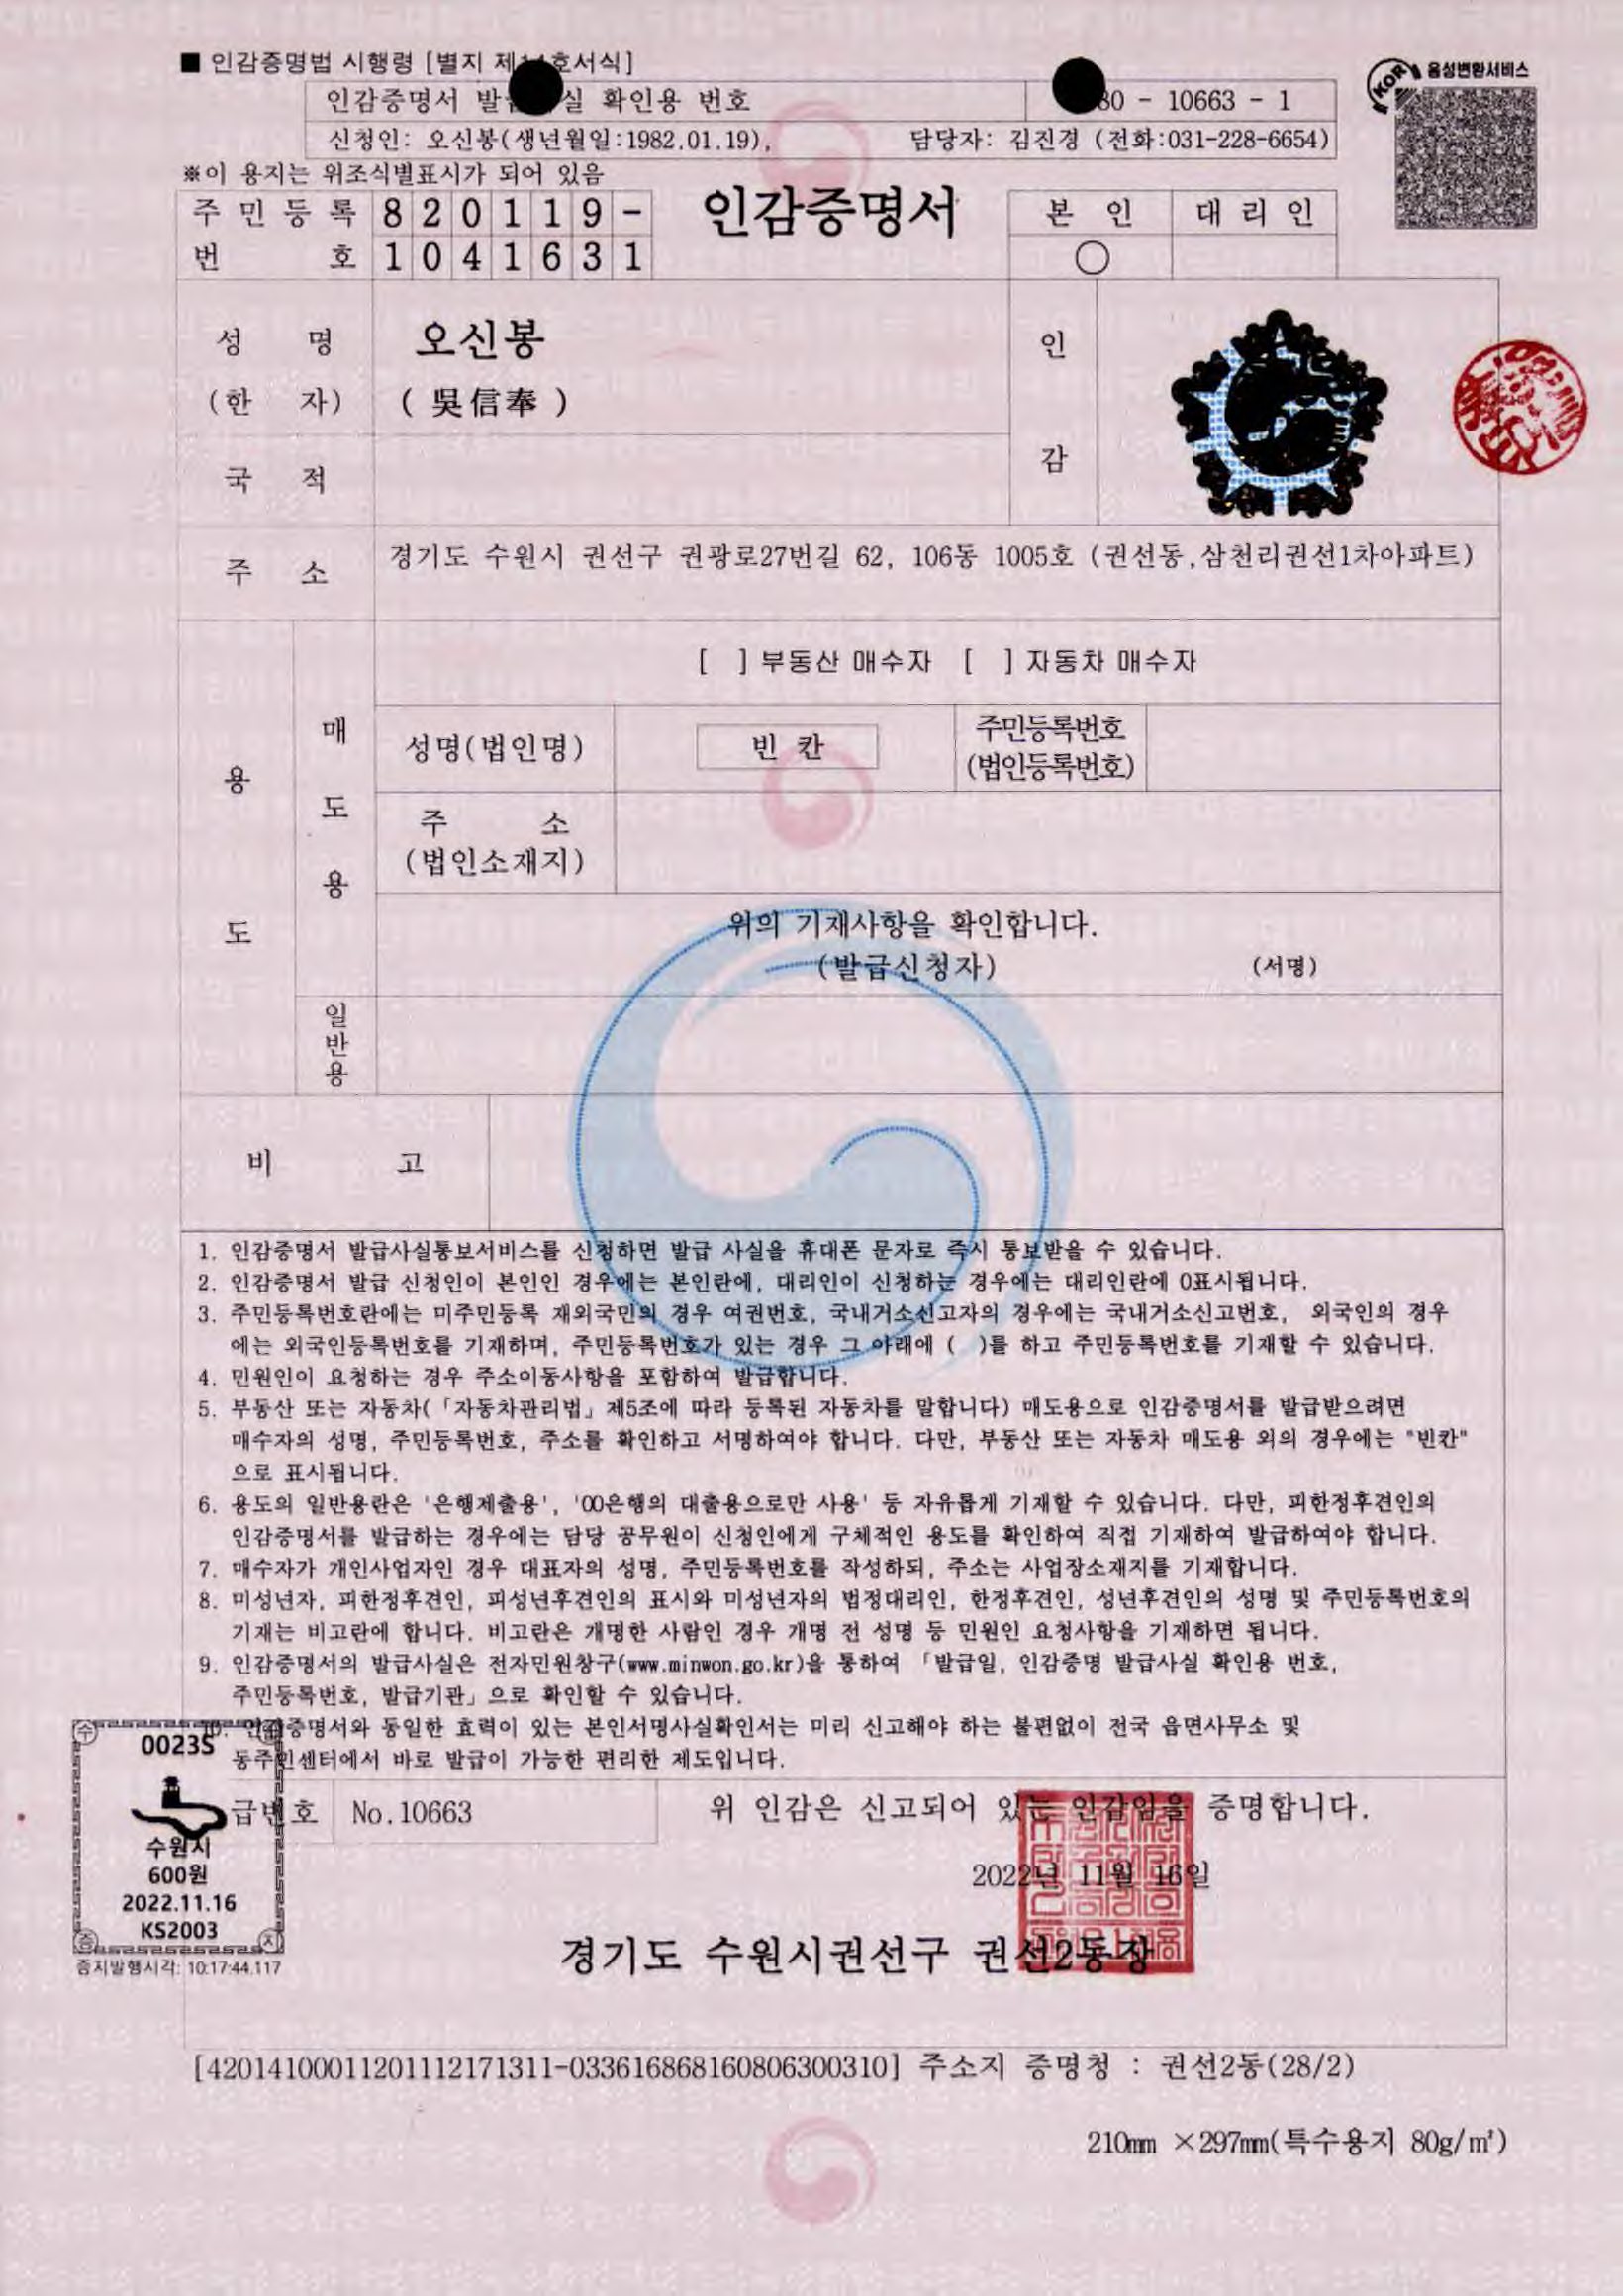 ■ 인감증명법 시행령 [별지 제 호서식]
음성변환서비스
KOR
인감증명서 발 실 확인용 번호
80 - 10663 - 1
신청인: 오신봉(생년월일:1982.01.19), 담당자: 김진경 (전화:031-228-6654)
※이 용지는 위조식별표시가 되어 있음
주민등록 820119-
번 호 1041631
인감증명서
본 인 대리인
○
성 명 오신봉
(한 자) (吳信奉)
인
감
국 적
주 소 경기도 수원시 권선구 권광로27번길 62, 106동 1005호 (권선동,삼천리권선1차아파트)
용
도
매
도
용
[ ] 부동산 매수자 [ ] 자동차 매수자
성명(법인명) 빈 칸 주민등록번호
(법인등록번호)
주 소
(법인소재지)
위의 기재사항을 확인합니다.
(발급신청자) (서명)
일
반
용
비 고
1. 인감증명서 발급사실통보서비스를 신청하면 발급 사실을 휴대폰 문자로 즉시 통보받을 수 있습니다.
2. 인감증명서 발급 신청인이 본인인 경우에는 본인란에, 대리인이 신청하는 경우에는 대리인란에 O표시됩니다.
3. 주민등록번호란에는 미주민등록 재외국민의 경우 여권번호, 국내거소신고자의 경우에는 국내거소신고번호, 외국인의 경우
에는 외국인등록번호를 기재하며, 주민등록번호가 있는 경우 그 아래에 ( )를 하고 주민등록번호를 기재할 수 있습니다.
4. 민원인이 요청하는 경우 주소이동사항을 포함하여 발급합니다.
5. 부동산 또는 자동차(「자동차관리법」제5조에 따라 등록된 자동차를 말합니다) 매도용으로 인감증명서를 발급받으려면
매수자의 성명, 주민등록번호, 주소를 확인하고 서명하여야 합니다. 다만, 부동산 또는 자동차 매도용 외의 경우에는 "빈칸"
으로 표시됩니다.
6. 용도의 일반용란은 '은행제출용', '00은행의 대출용으로만 사용' 등 자유롭게 기재할 수 있습니다. 다만, 피한정후견인의
인감증명서를 발급하는 경우에는 담당 공무원이 신청인에게 구체적인 용도를 확인하여 직접 기재하여 발급하여야 합니다.
7. 매수자가 개인사업자인 경우 대표자의 성명, 주민등록번호를 작성하되, 주소는 사업장소재지를 기재합니다.
8. 미성년자, 피한정후견인, 피성년후견인의 표시와 미성년자의 법정대리인, 한정후견인, 성년후견인의 성명 및 주민등록번호의
기재는 비고란에 합니다. 비고란은 개명한 사람인 경우 개명 전 성명 등 민원인 요청사항을 기재하면 됩니다.
9. 인감증명서의 발급사실은 전자민원창구(www.minwon.go.kr)을 통하여 「발급일, 인감증명 발급사실 확인용 번호,
주민등록번호, 발급기관」으로 확인할 수 있습니다.
10. 인감증명서와 동일한 효력이 있는 본인서명사실확인서는 미리 신고해야 하는 불편없이 전국 읍면사무소 및
동주민센터에서 바로 발급이 가능한 편리한 제도입니다.
급번호 No.10663 위 인감은 신고되어 있는 인감임을 증명합니다.
2022년 11월 16일
경기도 수원시권선구 권선2동장
수
00235
수원시
600원
2022.11.16
KS2003
증 지
증지발행시각: 10:17:44.117
[42014100011201112171311-033616868160806300310] 주소지 증명청 : 권선2동(28/2)
210mm ×297mm(특수용지 80g/㎡)